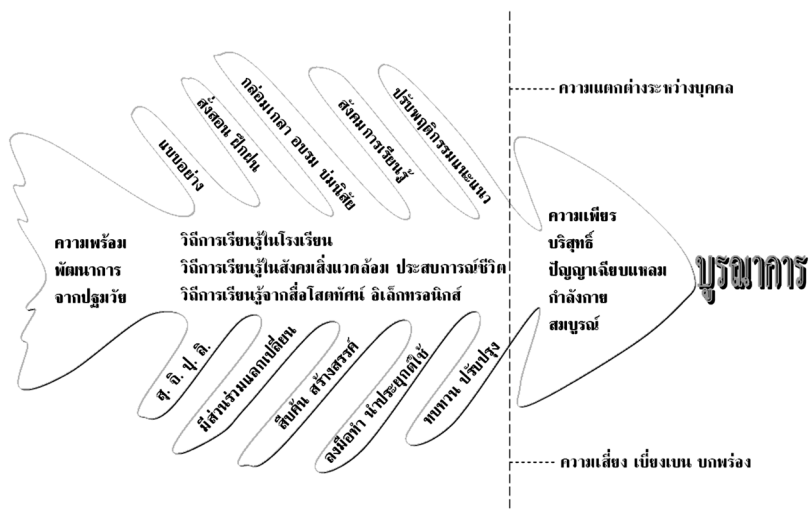 ความแตกต่างระหว่างบุคคล
แบบอย่าง
สั่งสอน ฝึกฝน
กล่อมเกลา อบรม บ่มนิสัย
สังคมการเรียนรู้
ปรับพฤติกรรมแนะแนว
ความพร้อม
พัฒนาการ
จากปฐมวัย
วิถีการเรียนรู้ในโรงเรียน
วิถีการเรียนรู้ในสังคมสิ่งแวดล้อม ประสบการณ์ชีวิต
วิถีการเรียนรู้จากสื่อโสตทัศน์ อิเล็กทรอนิกส์
ความเพียร
บริสุทธิ์
ปัญญาเฉียบแหลม
กำลังกาย
สมบูรณ์
บูรณาการ
สุ. จิ. ปุ. ลิ.
มีส่วนร่วมแลกเปลี่ยน
สืบค้น สร้างสรรค์
ลงมือทำ นำประยุกต์ใช้
ทบทวน ปรับปรุง
ความเสี่ยง เบี่ยงเบน บกพร่อง